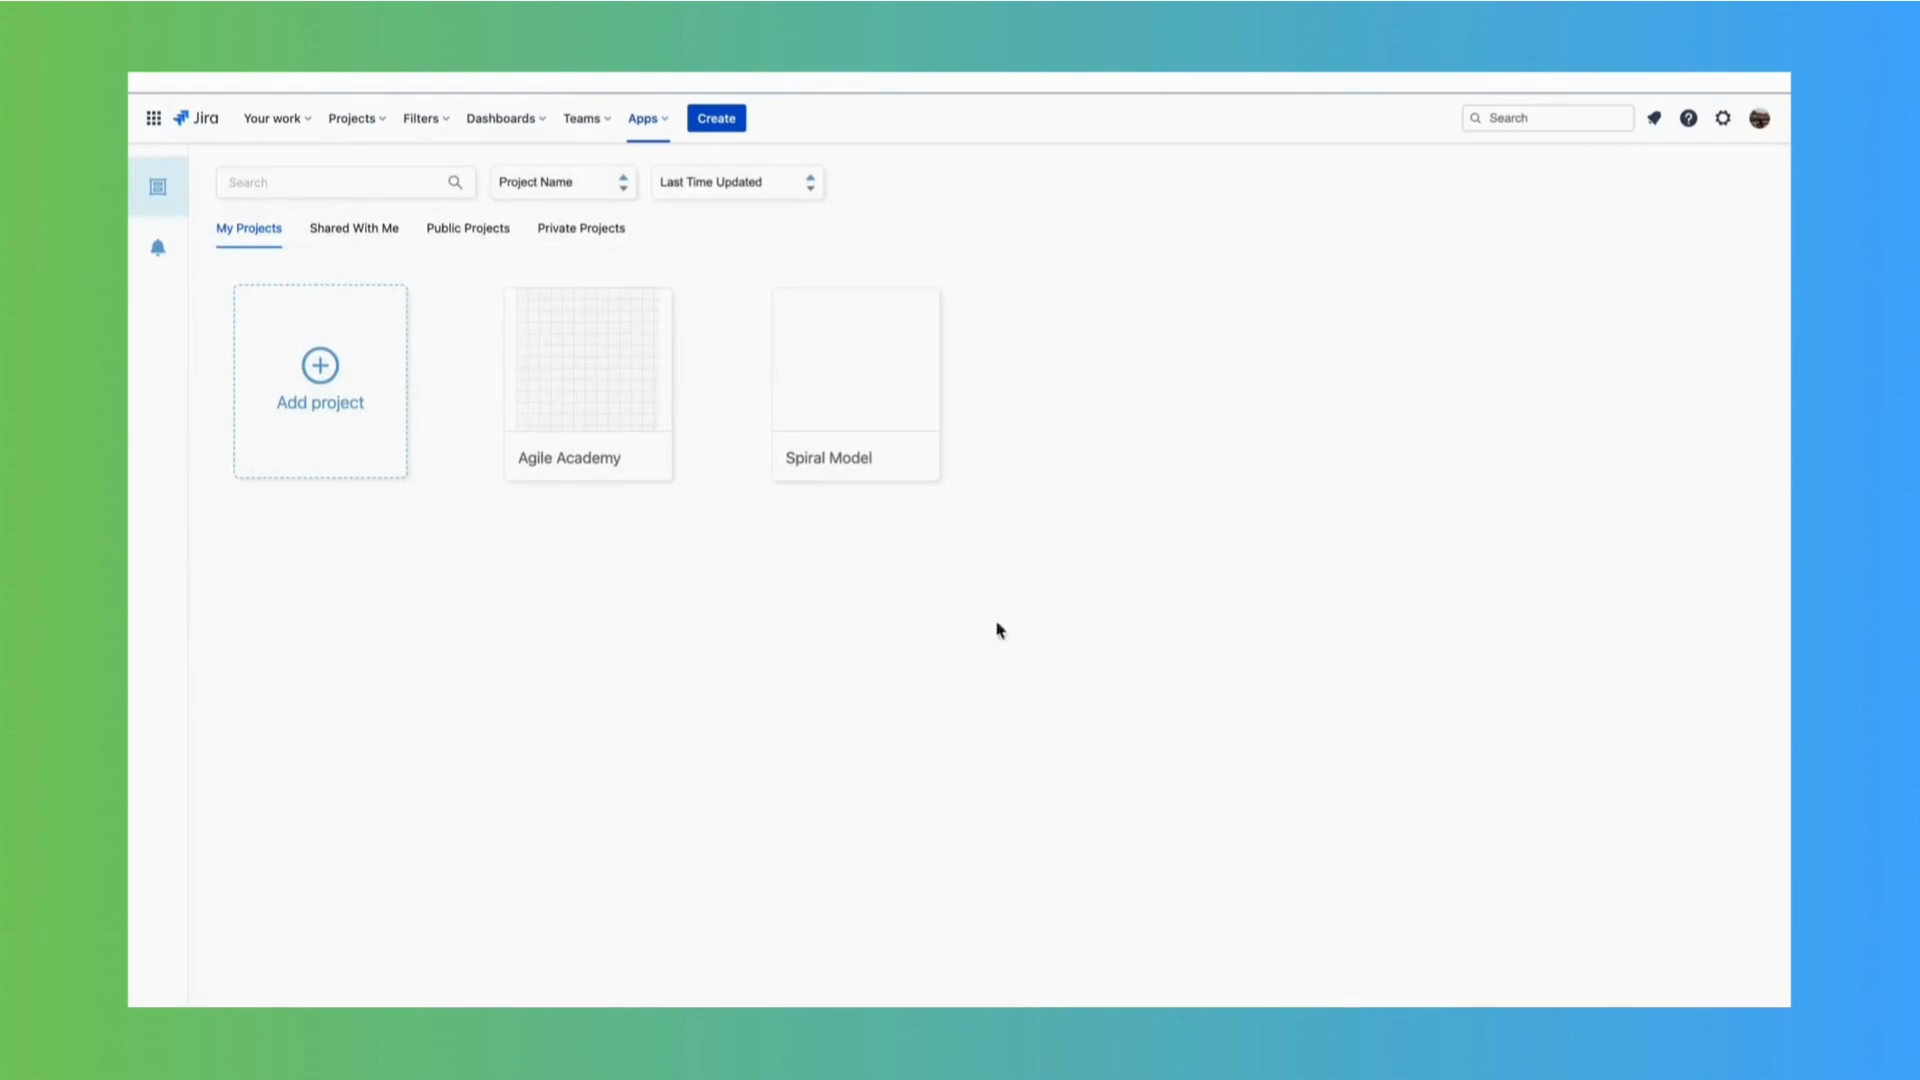 Jira Your work Projects Filters Dashboards Teams Apps Create Search
Search Project Name Last Time Updated
My Projects Shared With Me Public Projects Private Projects
Add project
Agile Academy Spiral Model